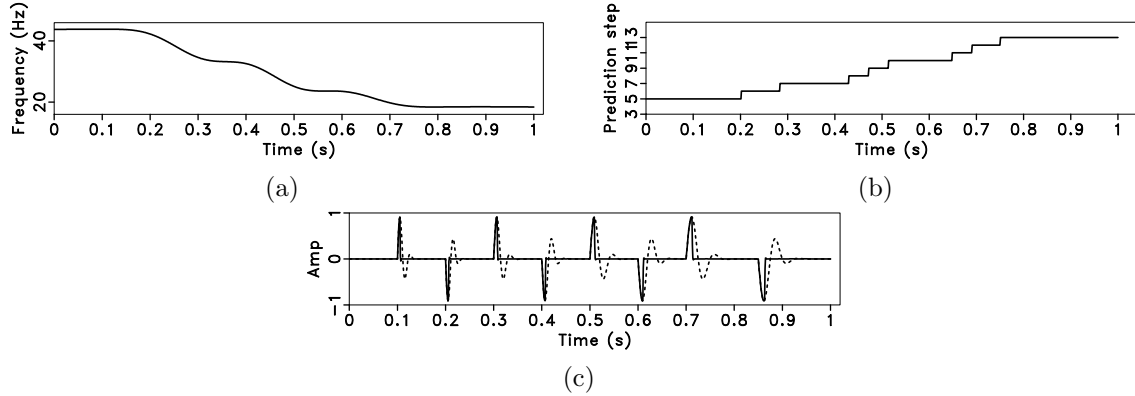 Frequency (Hz)
40
20
0 0.1 0.2 0.3 0.4 0.5 0.6 0.7 0.8 0.9 1
Time (s)
(a)
Prediction step
3 5 7 9 11 13
0 0.1 0.2 0.3 0.4 0.5 0.6 0.7 0.8 0.9 1
Time (s)
(b)
Amp
1
0
−1
0 0.1 0.2 0.3 0.4 0.5 0.6 0.7 0.8 0.9 1
Time (s)
(c)